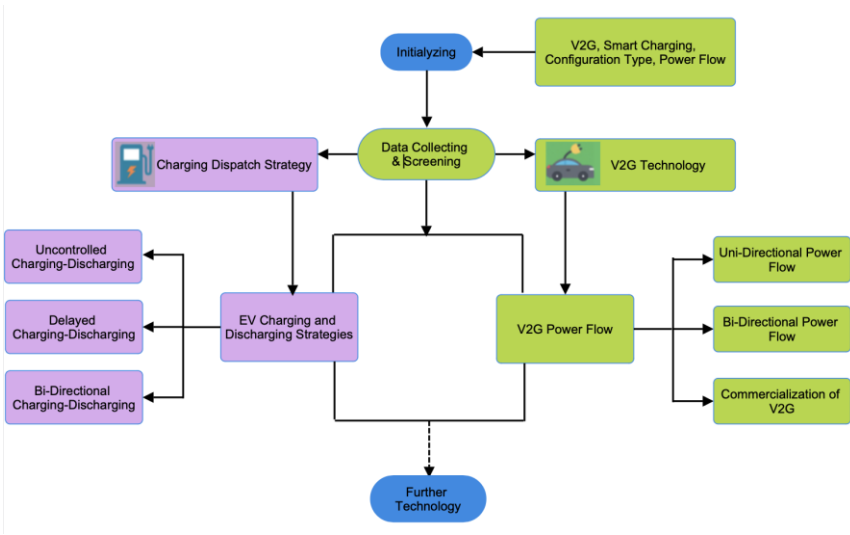 Initialyzing
V2G, Smart Charging,
Configuration Type, Power Flow
Charging Dispatch Strategy
Data Collecting
& Screening
V2G Technology
Uncontrolled
Charging-Discharging
Delayed
Charging-Discharging
Bi-Directional
Charging-Discharging
EV Charging and
Discharging Strategies
V2G Power Flow
Uni-Directional Power
Flow
Bi-Directional Power
Flow
Commercialization of
V2G
Further
Technology